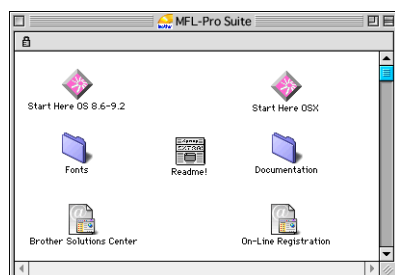 MFL-Pro Suite
Start Here OS 8.6-9.2
Start Here OSX
Fonts
Readme!
Documentation
Brother Solutions Center
On-Line Registration